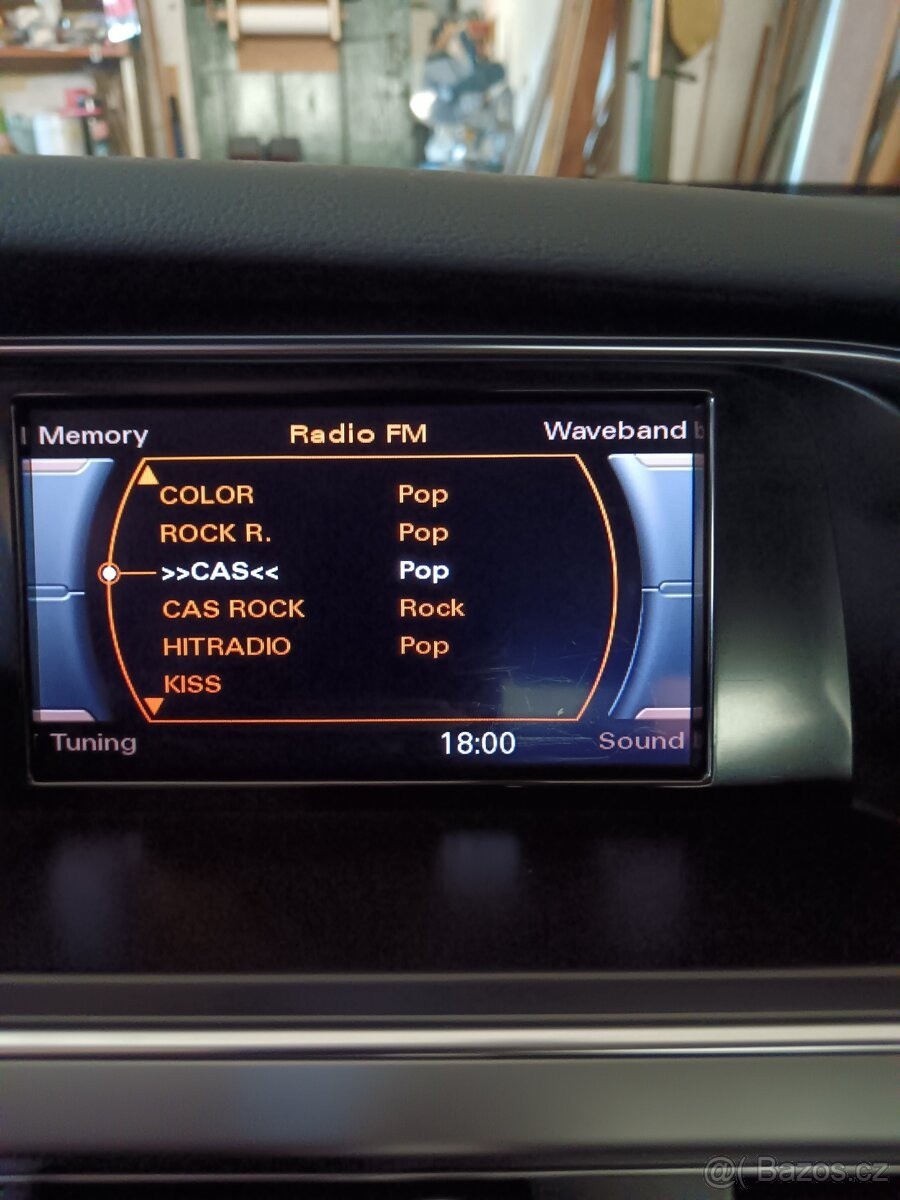 Memory Radio FM Waveband
COLOR Pop
ROCK R. Pop
>>CAS<< Pop
CAS ROCK Rock
HITRADIO Pop
KISS
Tuning 18:00 Sound
@( Bazos.cz